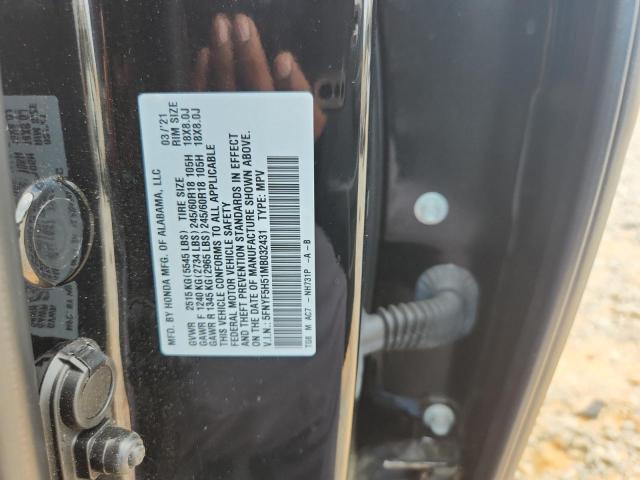 MFD. BY HONDA MFG. OF ALABAMA, LLC 03/'21
GVWR 2515 KG(5545 LBS) TIRE SIZE RIM SIZE
GAWR F 1240 KG(2734 LBS) 245/60R18 105H 18X8.0J
GAWR R 1345 KG(2965 LBS) 245/60R18 105H 18X8.0J
THIS VEHICLE CONFORMS TO ALL APPLICABLE
FEDERAL MOTOR VEHICLE SAFETY
AND THEFT PREVENTION STANDARDS IN EFFECT
ON THE DATE OF MANUFACTURE SHOWN ABOVE.
V.I.N.: 5FNYF5H51MB032431 TYPE: MPV
TG8 M AC7 - NH731P -A -B